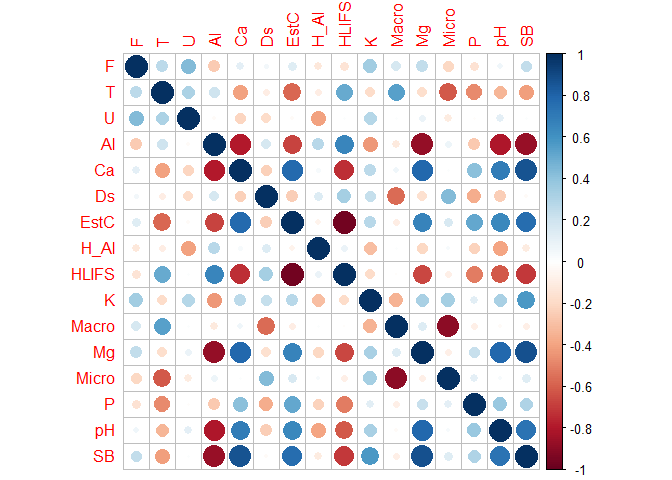 F T U Al Ca Ds EstC H_Al HLIFS K Macro Mg Micro P pH SB
F
T
U
Al
Ca
Ds
EstC
H_Al
HLIFS
K
Macro
Mg
Micro
P
pH
SB
1
0.8
0.6
0.4
0.2
0
-0.2
-0.4
-0.6
-0.8
-1